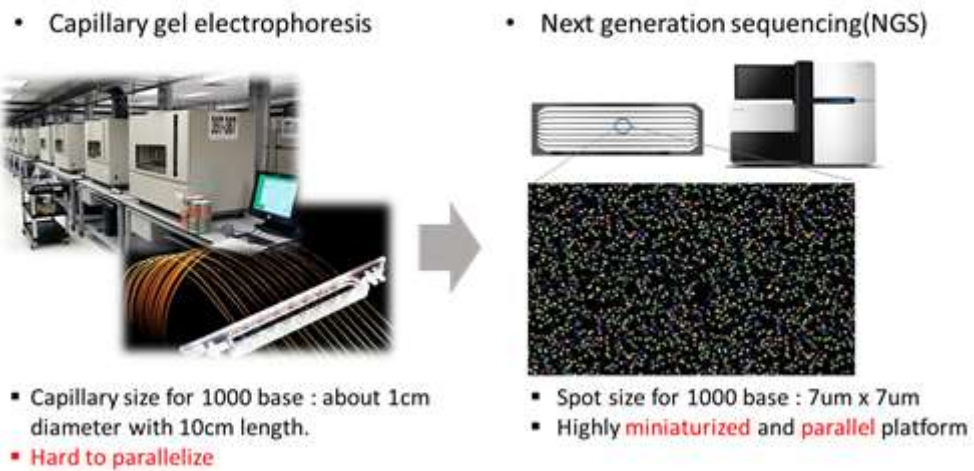 • Capillary gel electrophoresis
• Next generation sequencing(NGS)
▪ Capillary size for 1000 base : about 1cm
diameter with 10cm length.
▪ Hard to parallelize
▪ Spot size for 1000 base : 7um x 7um
▪ Highly miniaturized and parallel platform